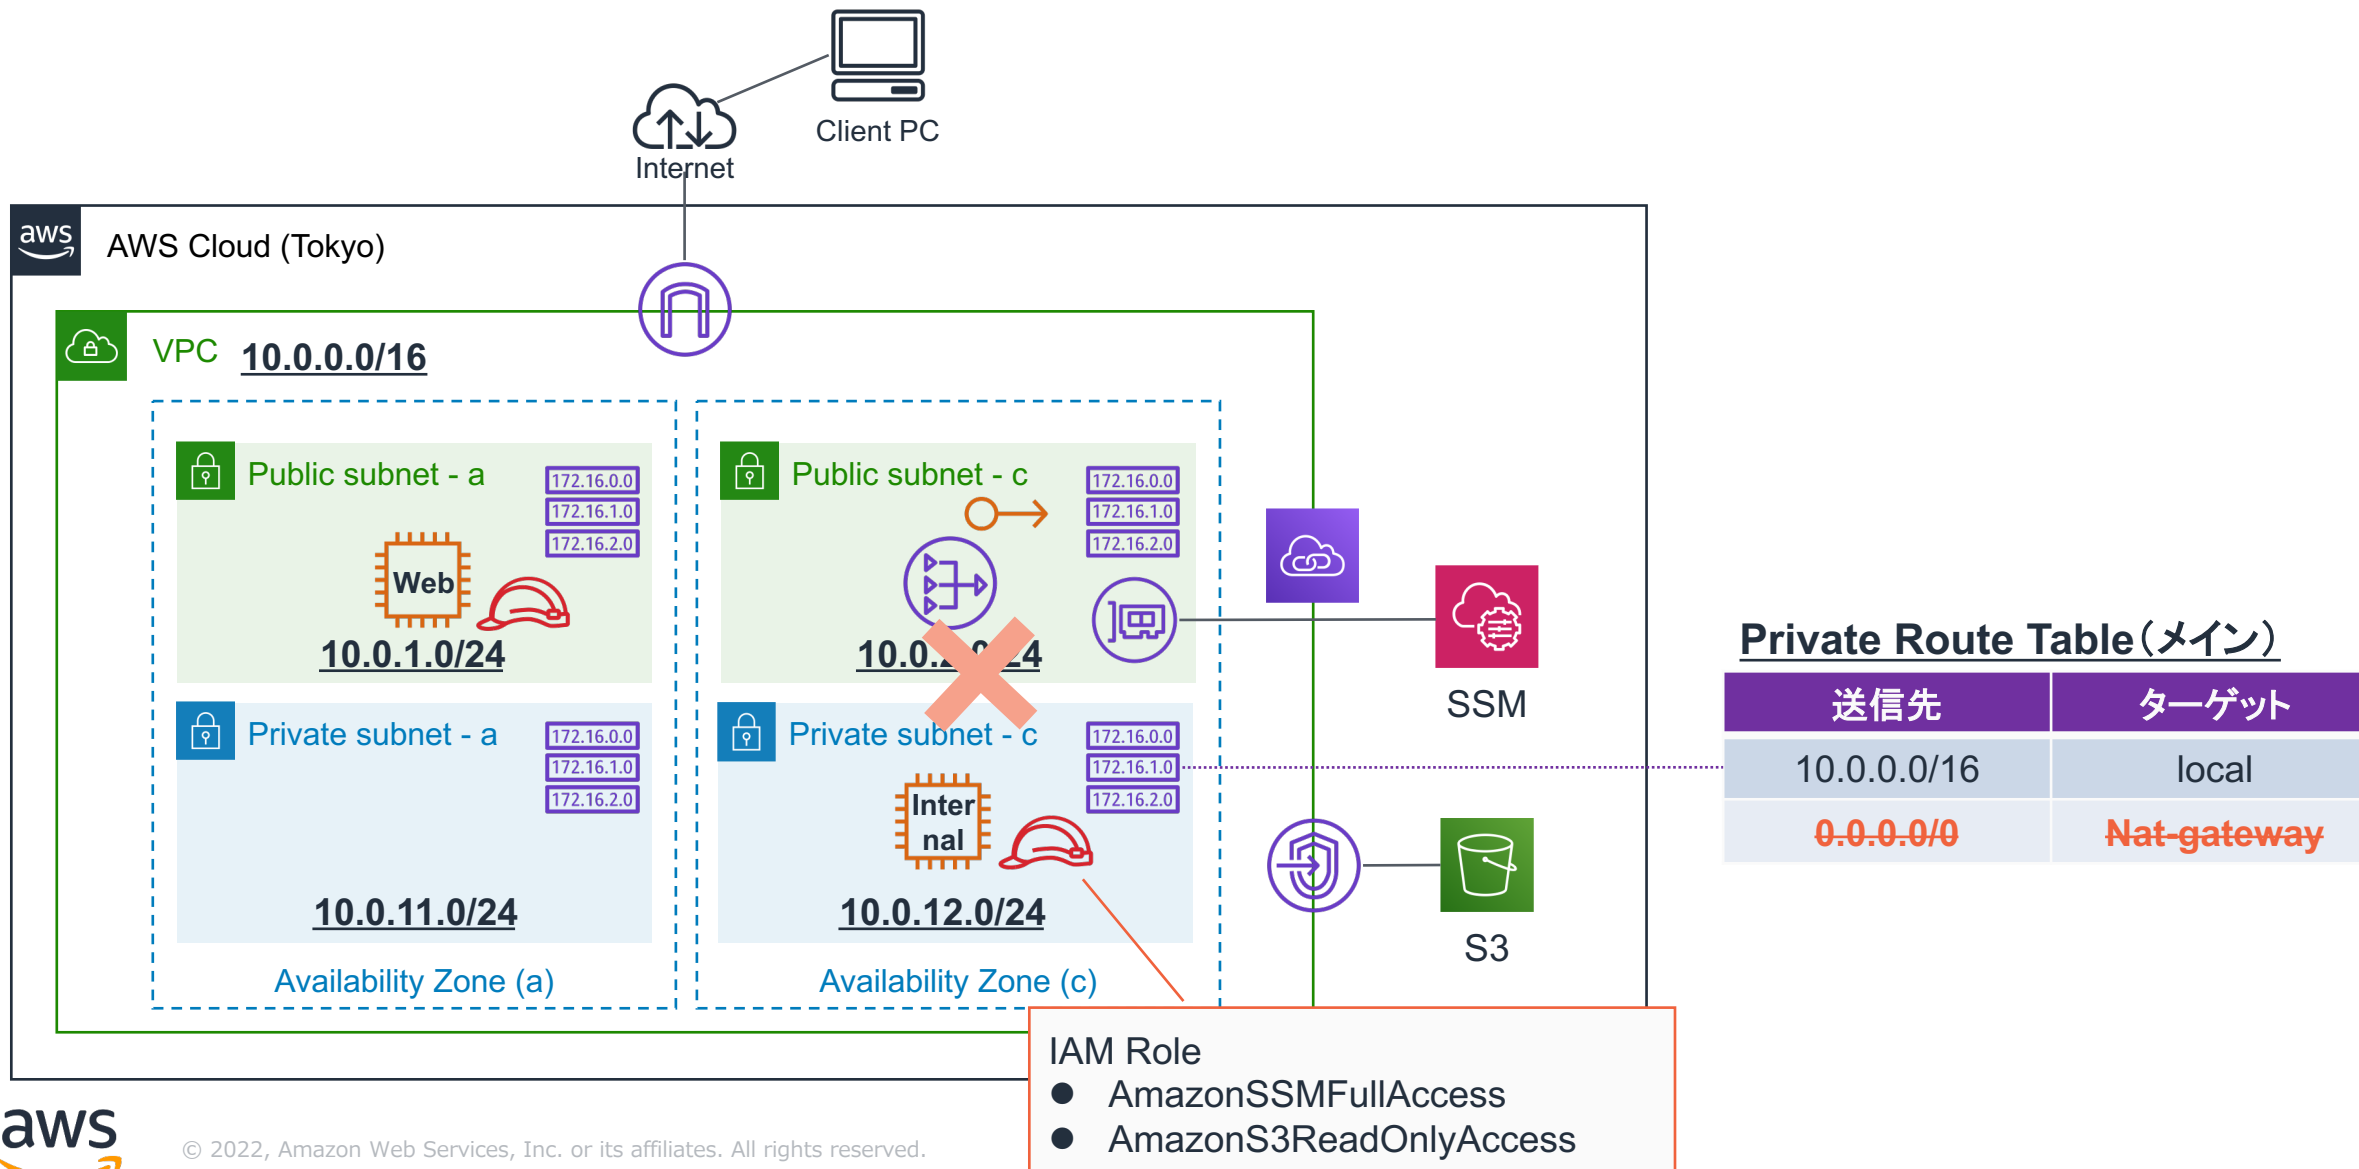 Client PC
Internet
aws
AWS Cloud (Tokyo)
VPC 10.0.0.0/16
Public subnet - a
172.16.0.0
172.16.1.0
172.16.2.0
Web
10.0.1.0/24
Public subnet - c
172.16.0.0
172.16.1.0
172.16.2.0
Private subnet - a
172.16.0.0
172.16.1.0
172.16.2.0
10.0.11.0/24
Availability Zone (a)
Private subnet - c
172.16.0.0
172.16.1.0
172.16.2.0
Inter
nal
10.0.12.0/24
Availability Zone (c)
SSM
S3
Private Route Table(メイン)
送信先 ターゲット
10.0.0.0/16 local
0.0.0.0/0 Nat-gateway
IAM Role
● AmazonSSMFullAccess
● AmazonS3ReadOnlyAccess
aws
© 2022, Amazon Web Services, Inc. or its affiliates. All rights reserved.